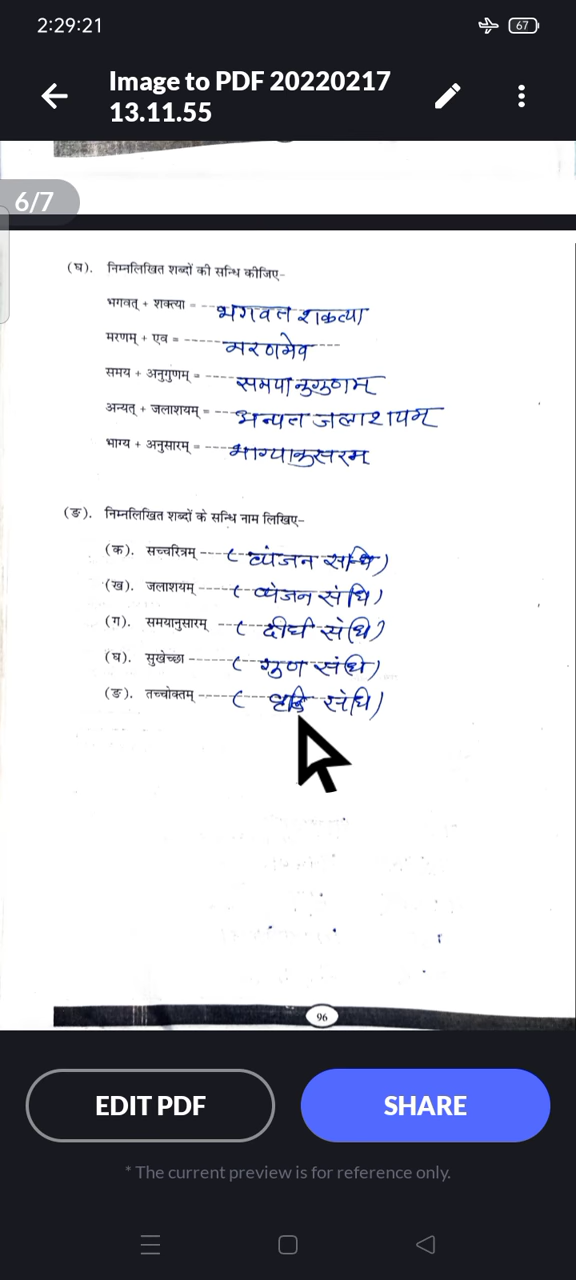 2:29:21
67
Image to PDF 20220217
13.11.55
6/7
(घ). निम्नलिखित शब्दों की सन्धि कीजिए-
भगवत् + शक्त्या = भगवत शक्त्या
मरणम् + एव = मरणमेव
समय + अनुगुणम् = समयानुगुणम्
अन्यत् + जलाशयम् = अन्यत जलाशयम्
भाग्य + अनुसारम् = भाग्यानुसरम
(ङ). निम्नलिखित शब्दों के सन्धि नाम लिखिए-
(क). सच्चरित्रम् ( व्यंजन सन्धि )
(ख). जलाशयम् ( व्यंजन संधि )
(ग). समयानुसारम् ( दीर्घ संधि )
(घ). सुखेच्छा ( गुण संधि )
(ङ). तच्चोक्तम् ( संधि )
96
EDIT PDF
SHARE
* The current preview is for reference only.